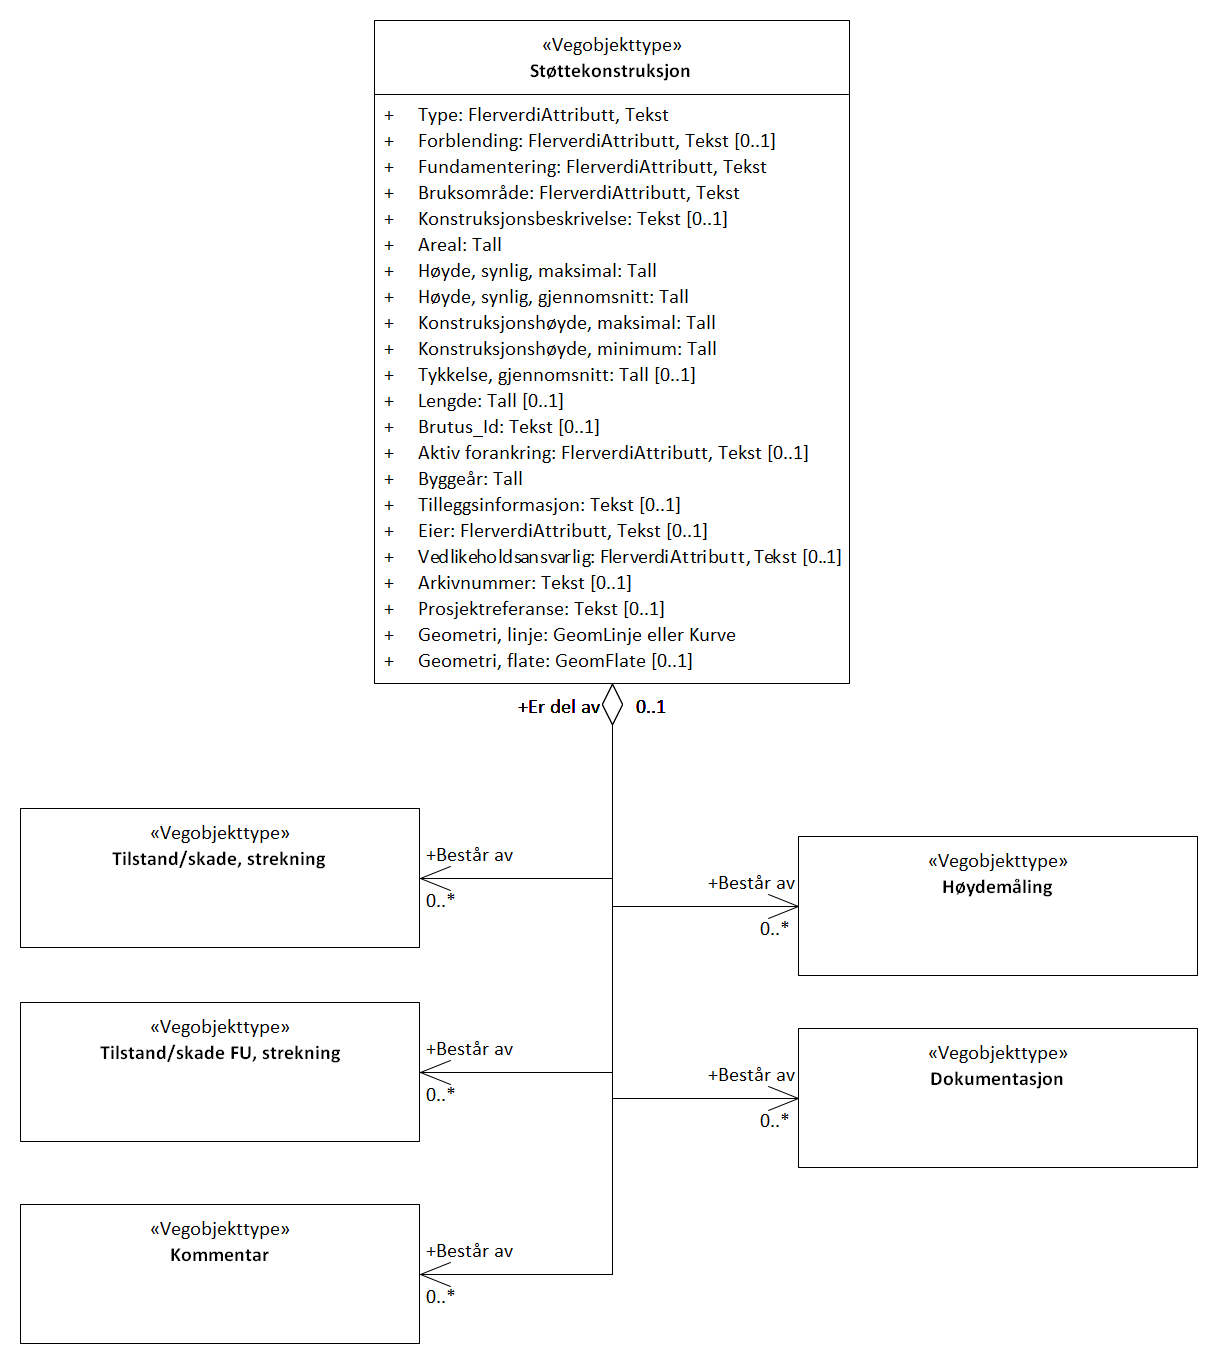 «Vegobjekttype»
Støttekonstruksjon
+ Type: FlerverdiAttributt, Tekst
+ Forblending: FlerverdiAttributt, Tekst [0..1]
+ Fundamentering: FlerverdiAttributt, Tekst
+ Bruksområde: FlerverdiAttributt, Tekst
+ Konstruksjonsbeskrivelse: Tekst [0..1]
+ Areal: Tall
+ Høyde, synlig, maksimal: Tall
+ Høyde, synlig, gjennomsnitt: Tall
+ Konstruksjonshøyde, maksimal: Tall
+ Konstruksjonshøyde, minimum: Tall
+ Tykkelse, gjennomsnitt: Tall [0..1]
+ Lengde: Tall [0..1]
+ Brutus_Id: Tekst [0..1]
+ Aktiv forankring: FlerverdiAttributt, Tekst [0..1]
+ Byggeår: Tall
+ Tilleggsinformasjon: Tekst [0..1]
+ Eier: FlerverdiAttributt, Tekst [0..1]
+ Vedlikeholdsansvarlig: FlerverdiAttributt, Tekst [0..1]
+ Arkivnummer: Tekst [0..1]
+ Prosjektreferanse: Tekst [0..1]
+ Geometri, linje: GeomLinje eller Kurve
+ Geometri, flate: GeomFlate [0..1]
+Er del av 0..1
«Vegobjekttype»
Tilstand/skade, strekning
+Består av
0..*
«Vegobjekttype»
Høydemåling
+Består av
0..*
«Vegobjekttype»
Tilstand/skade FU, strekning
+Består av
0..*
«Vegobjekttype»
Dokumentasjon
+Består av
0..*
«Vegobjekttype»
Kommentar
+Består av
0..*